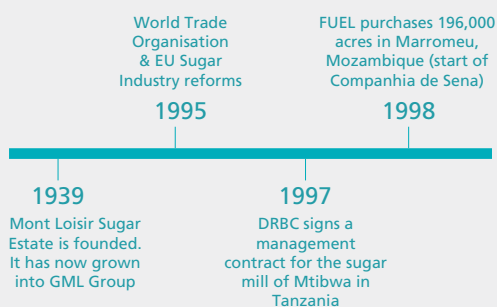 World Trade
Organisation
& EU Sugar
Industry reforms
1995
FUEL purchases 196,000
acres in Marromeu,
Mozambique (start of
Companhia de Sena)
1998
1939
Mont Loisir Sugar
Estate is founded.
It has now grown
into GML Group
1997
DRBC signs a
management
contract for the sugar
mill of Mtibwa in
Tanzania